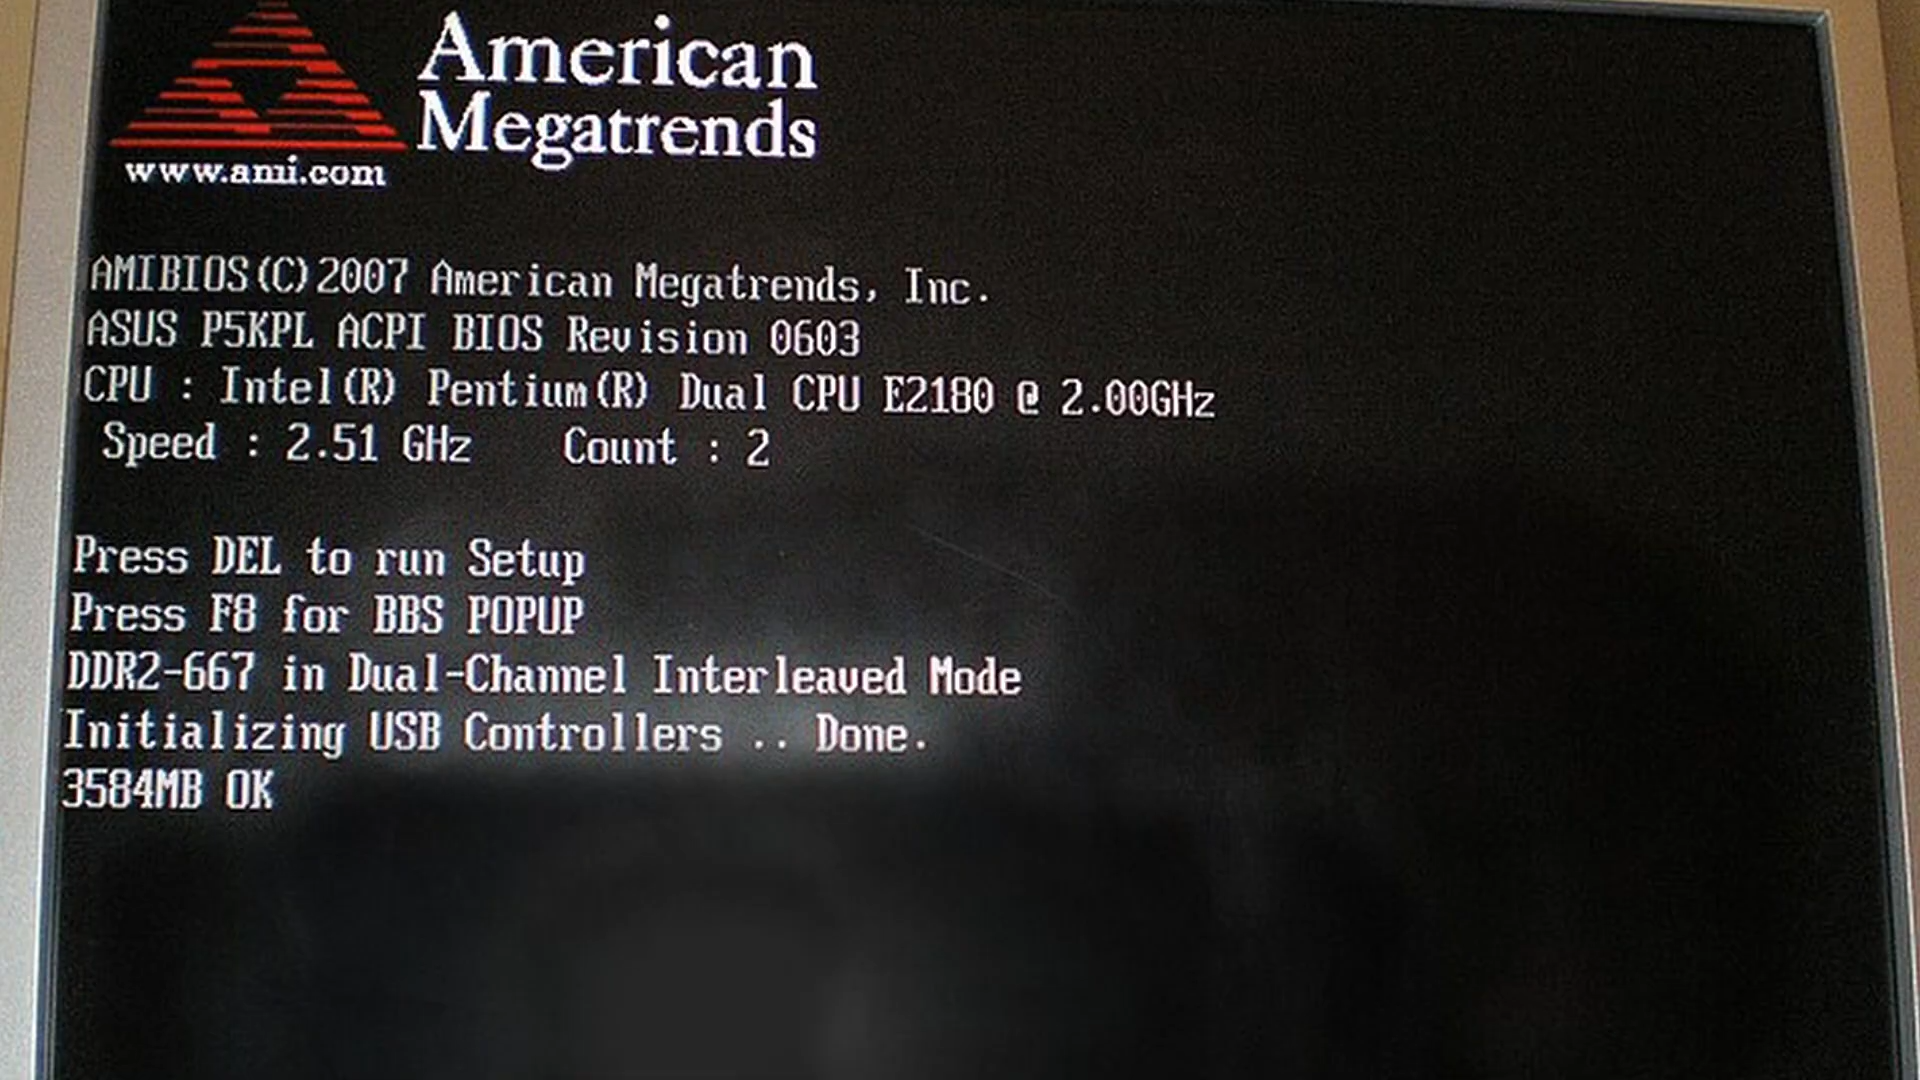 American
Megatrends
www.ami.com
AMIBIOS(C)2007 American Megatrends, Inc.
ASUS P5KPL ACPI BIOS Revision 0603
CPU : Intel(R) Pentium(R) Dual CPU E2180 @ 2.00GHz
Speed : 2.51 GHz    Count : 2
Press DEL to run Setup
Press F8 for BBS POPUP
DDR2-667 in Dual-Channel Interleaved Mode
Initializing USB Controllers .. Done.
3584MB OK